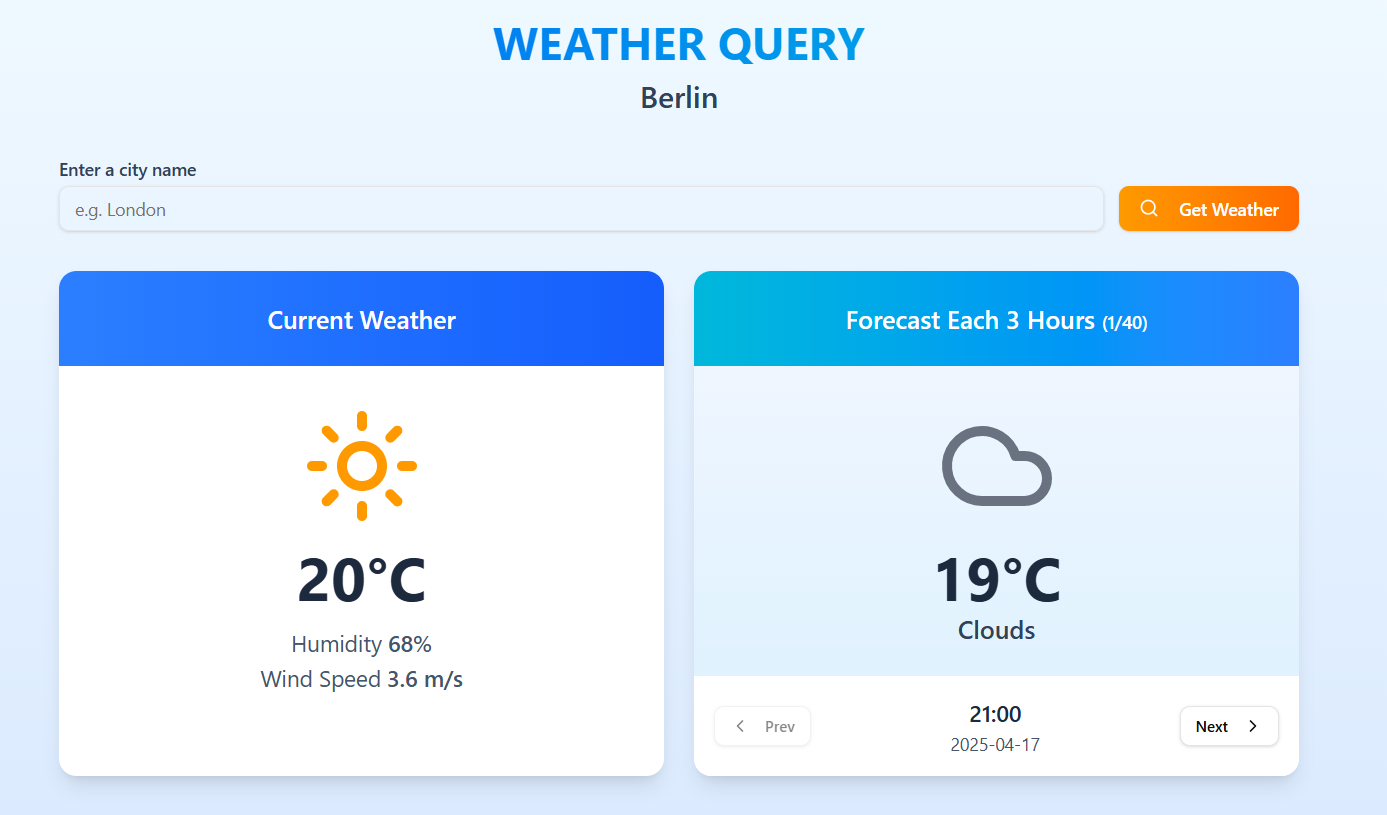 WEATHER QUERY
Berlin
Enter a city name
e.g. London
Get Weather
Current Weather
20°C
Humidity 68%
Wind Speed 3.6 m/s
Forecast Each 3 Hours (1/40)
19°C
Clouds
Prev
21:00
2025-04-17
Next